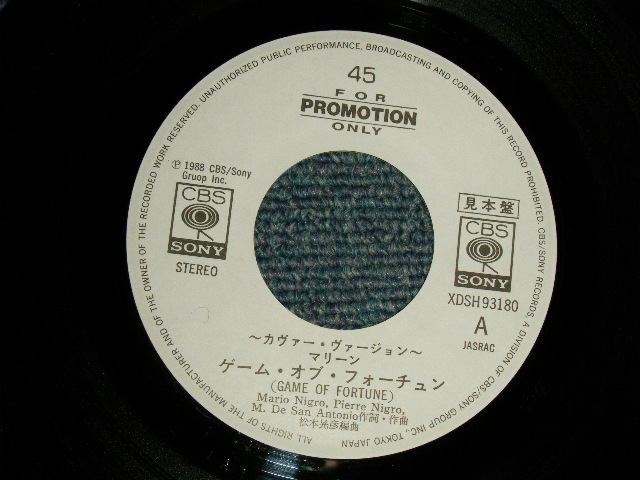 ALL RIGHTS OF THE MANUFACTURER AND OF THE OWNER OF THE RECORDED WORK RESERVED. UNAUTHORIZED PUBLIC PERFORMANCE, BROADCASTING AND COPYING OF THIS RECORD PROHIBITED. CBS/SONY RECORDS, A DIVISION OF CBS/SONY GROUP INC., TOKYO JAPAN
45
FOR
PROMOTION
ONLY
℗ 1988 CBS/Sony
Gruop Inc.
CBS
SONY
STEREO
見本盤
CBS
SONY
XDSH 93180
A
JASRAC
〜カヴァー・ヴァージョン〜
マリーン
ゲーム・オブ・フォーチュン
(GAME OF FORTUNE)
Mario Nigro, Pierre Nigro,
M. De San Antonio作詞・作曲
松本晃彦編曲